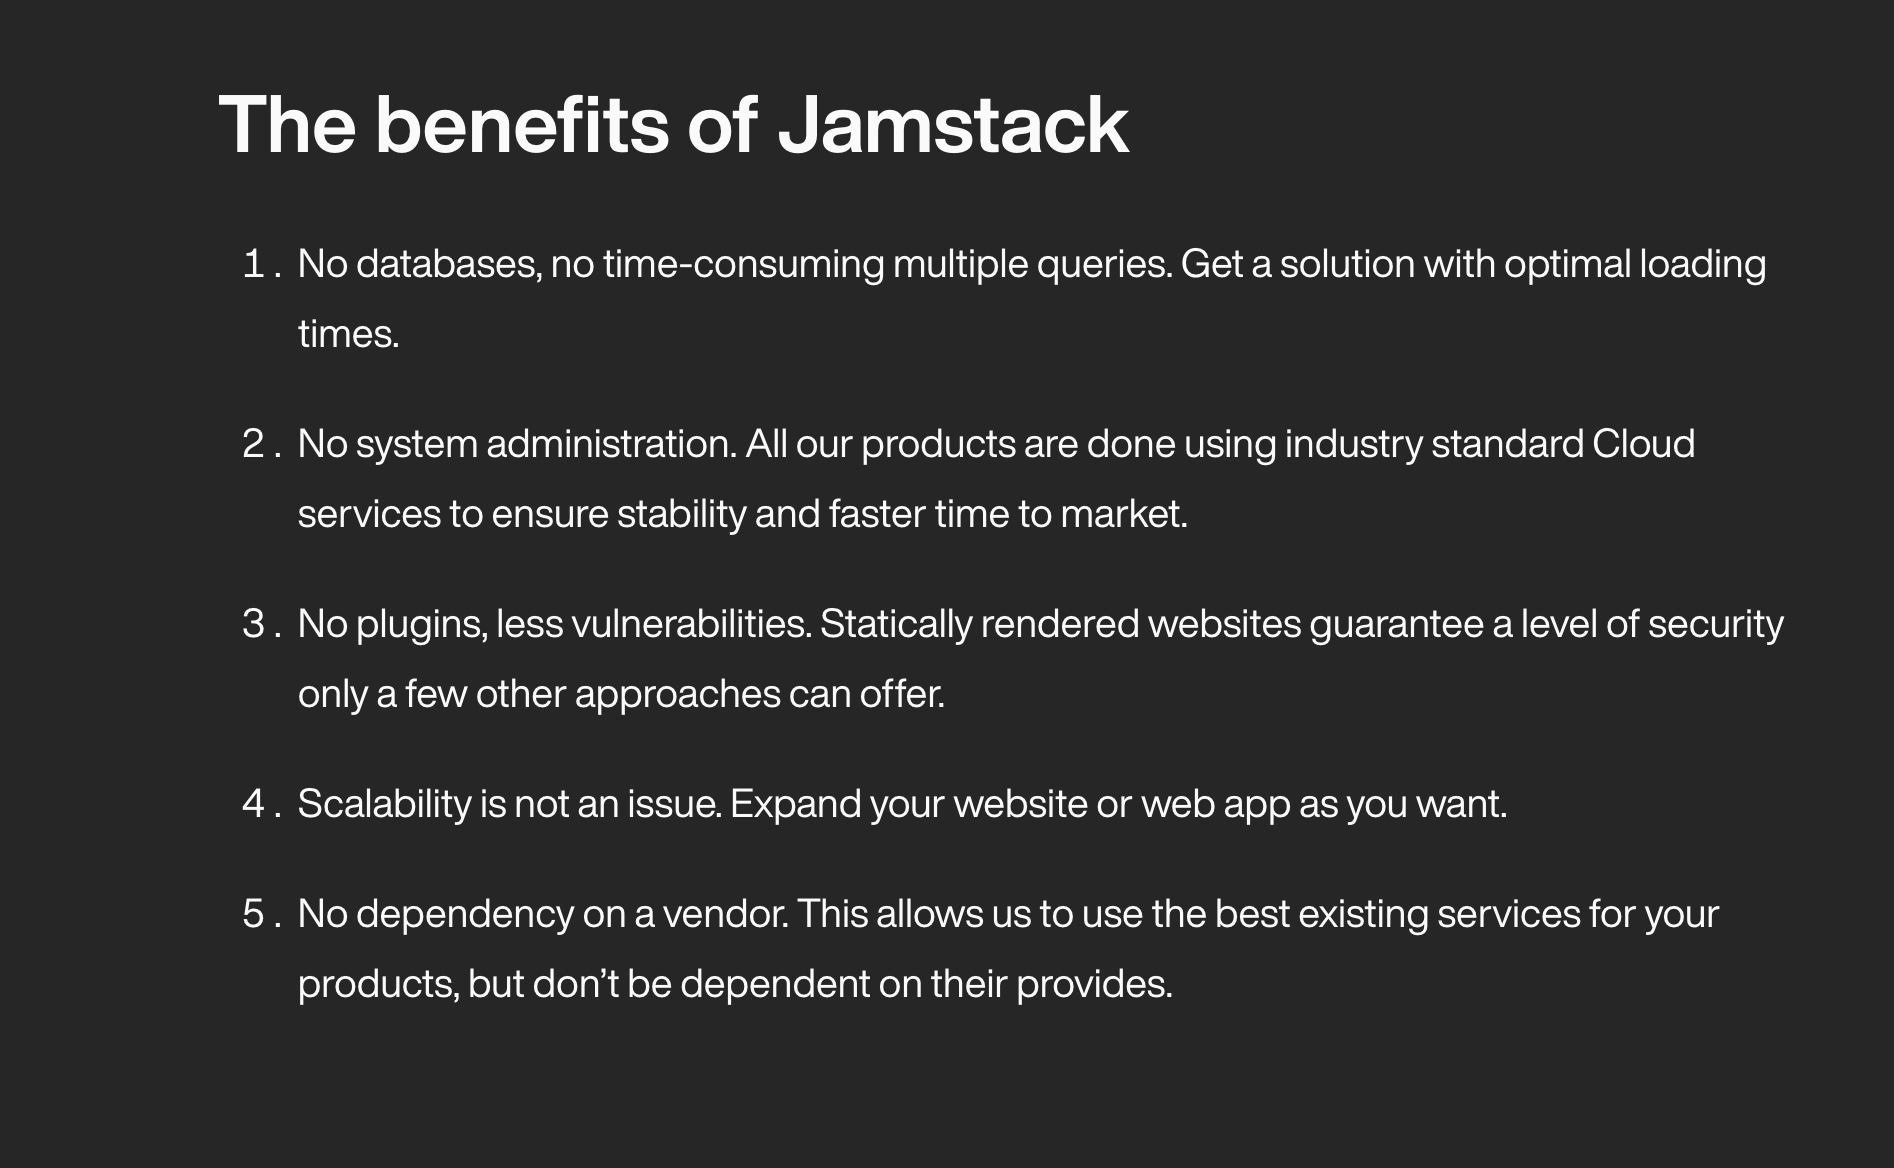 The benefits of Jamstack
1. No databases, no time-consuming multiple queries. Get a solution with optimal loading
times.
2. No system administration. All our products are done using industry standard Cloud
services to ensure stability and faster time to market.
3. No plugins, less vulnerabilities. Statically rendered websites guarantee a level of security
only a few other approaches can offer.
4. Scalability is not an issue. Expand your website or web app as you want.
5. No dependency on a vendor. This allows us to use the best existing services for your
products, but don’t be dependent on their provides.